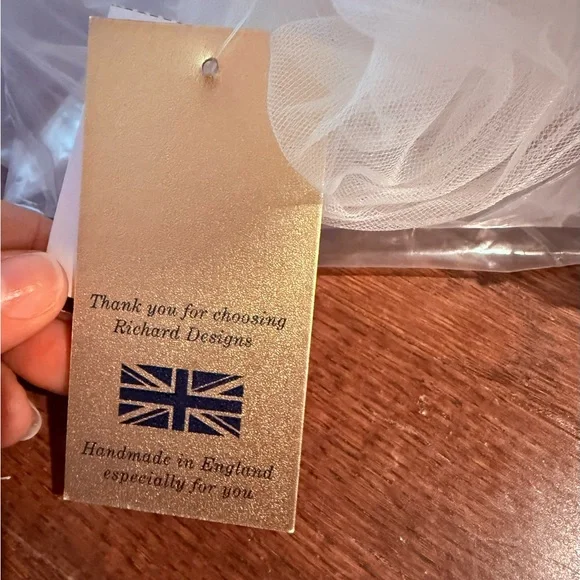 Thank you for choosing
Richard Designs
Handmade in England
especially for you